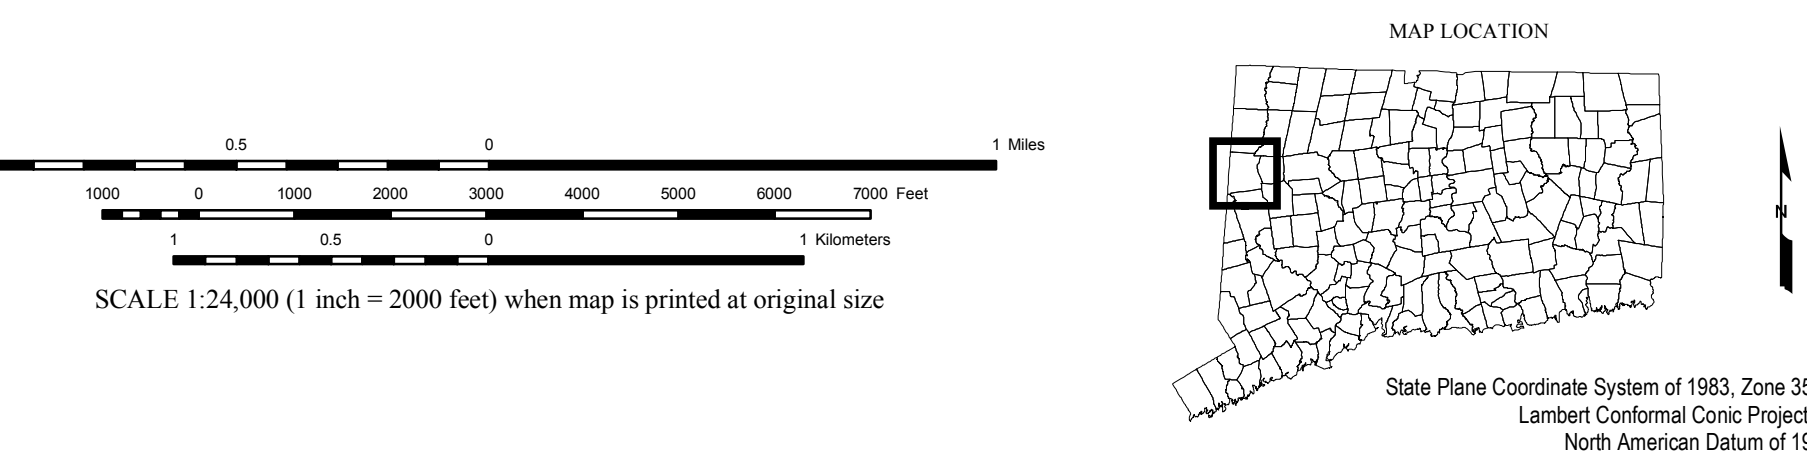 MAP LOCATION
0.5 0 1 Miles
1000 0 1000 2000 3000 4000 5000 6000 7000 Feet
1 0.5 0 1 Kilometers
SCALE 1:24,000 (1 inch = 2000 feet) when map is printed at original size
N
State Plane Coordinate System of 1983, Zone 35
Lambert Conformal Conic Project
North American Datum of 19